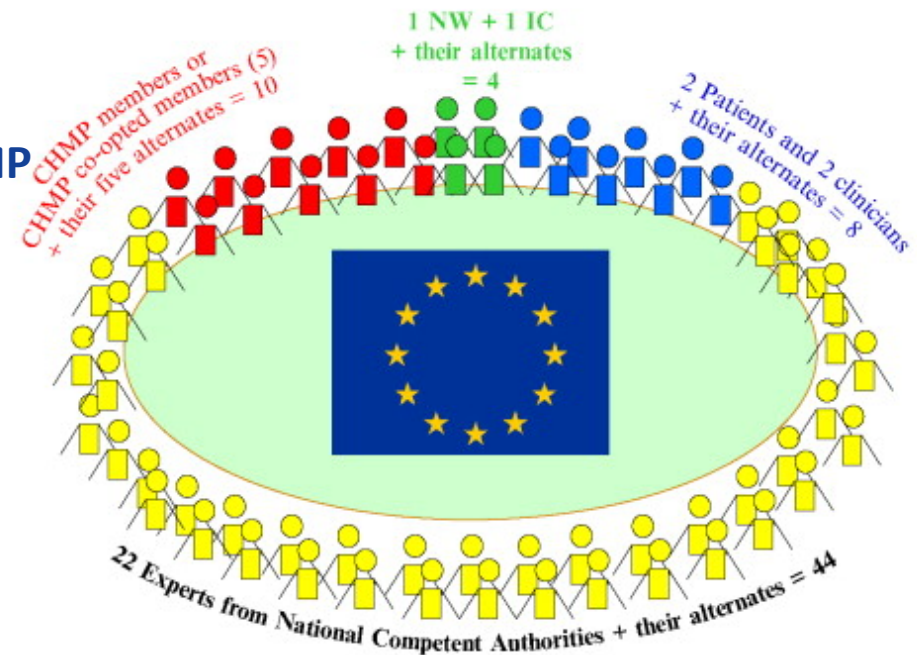 1 NW + 1 IC
+ their alternates
= 4
CHMP members or
CHMP co-opted members (5)
+ their five alternates = 10
2 Patients and 2 clinicians
+ their alternates = 8
22 Experts from National Competent Authorities + their alternates = 44